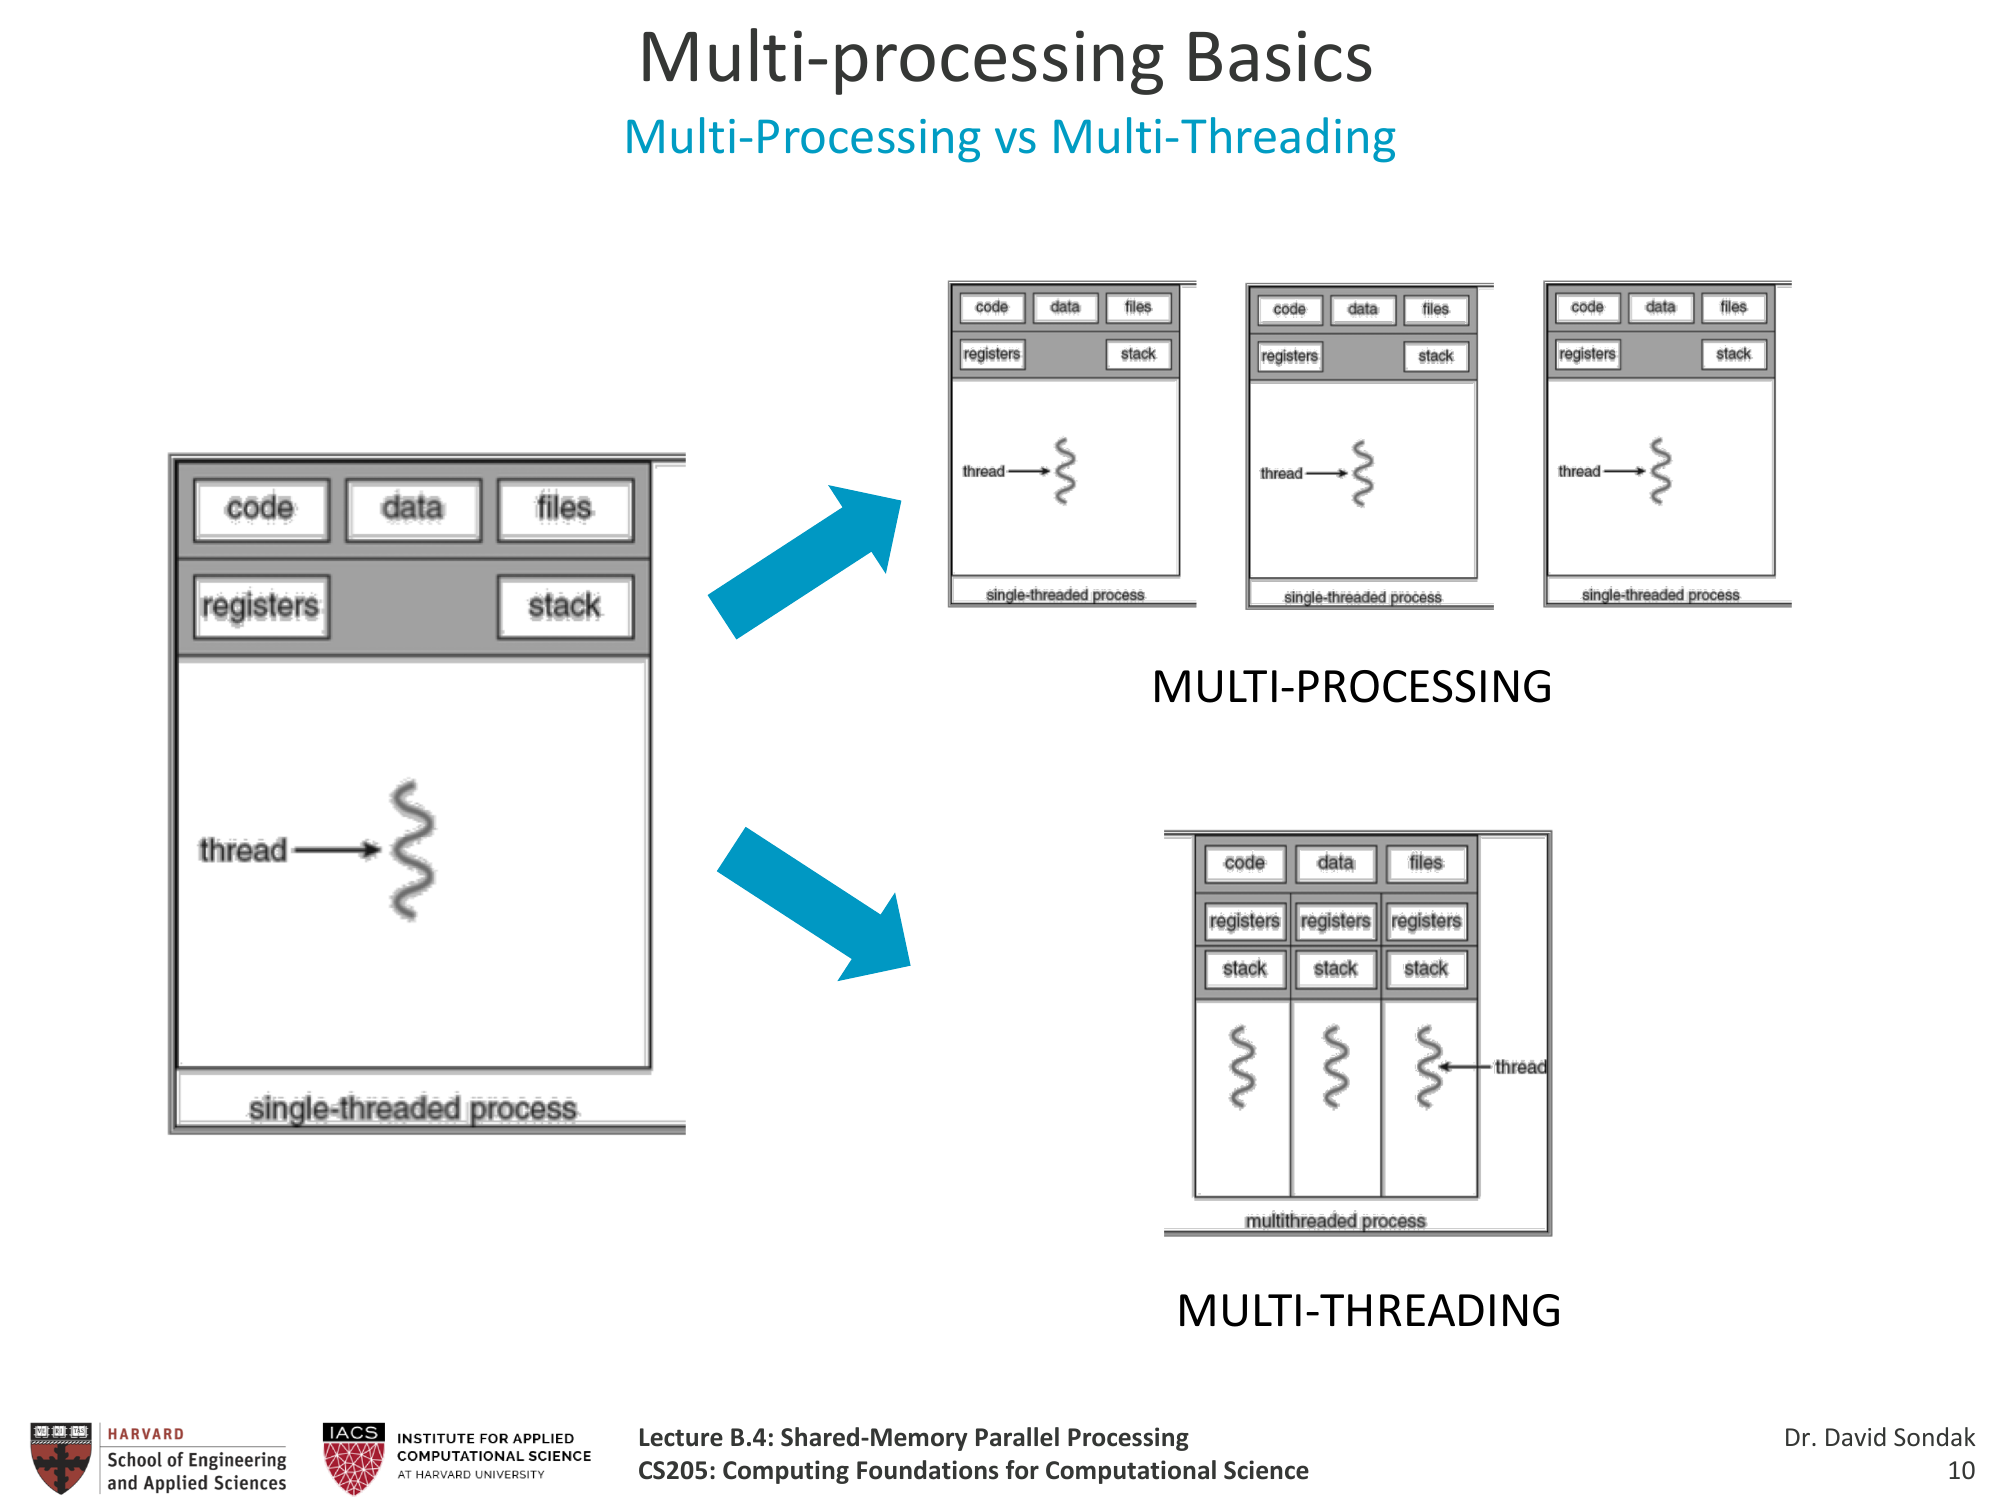 Multi-processing Basics
Multi-Processing vs Multi-Threading
code data files
registers stack
thread
single-threaded process
code data files
registers stack
thread
single-threaded process
code data files
registers stack
thread
single-threaded process
code data files
registers stack
thread
single-threaded process
MULTI-PROCESSING
code data files
registers registers registers
stack stack stack
thread
multithreaded process
MULTI-THREADING
HARVARD
School of Engineering
and Applied Sciences
IACS
INSTITUTE FOR APPLIED
COMPUTATIONAL SCIENCE
AT HARVARD UNIVERSITY
Lecture B.4: Shared-Memory Parallel Processing
CS205: Computing Foundations for Computational Science
Dr. David Sondak
10